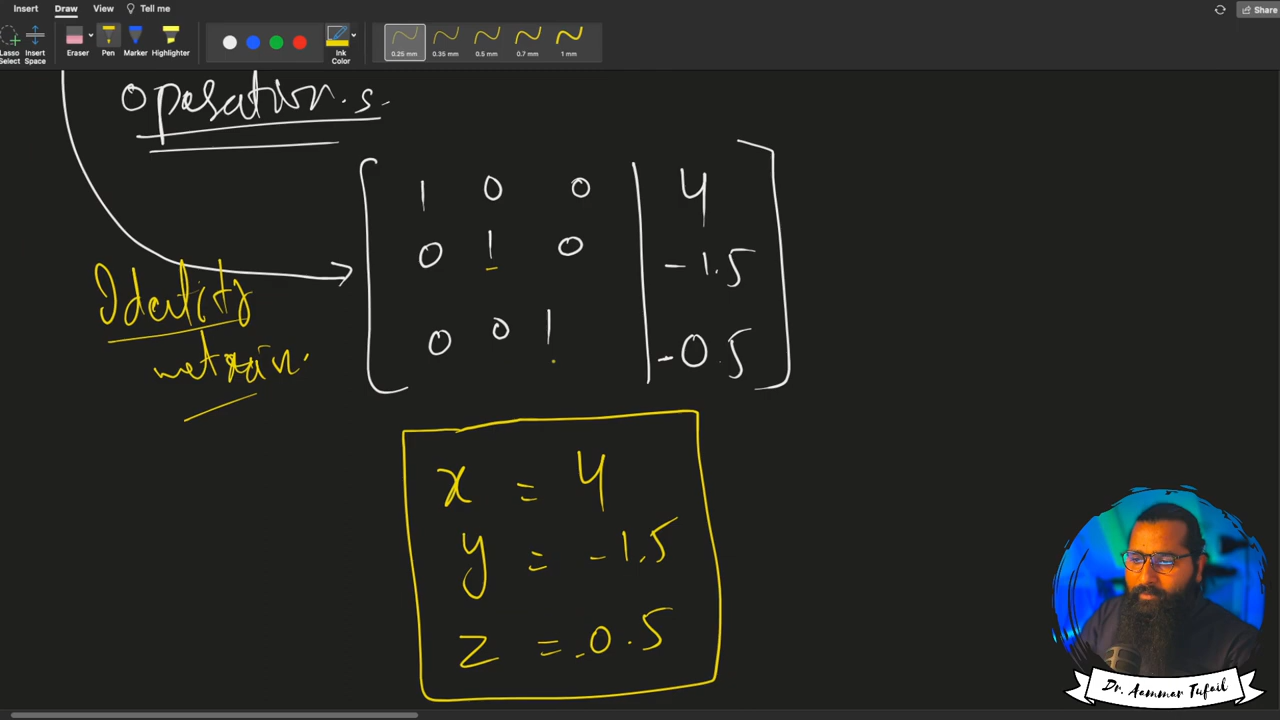 Insert Draw View Tell me Share
Lasso Select Insert Space Eraser Pen Marker Highlighter Ink Color 0.25 mm 0.35 mm 0.5 mm 0.7 mm 1 mm
operation.s.
1 0 0 | 4
0 1 0 | -1.5
0 0 1 | -0.5
Identity
x = 4
y = -1.5
z = -0.5
Dr. Aammar Tufail